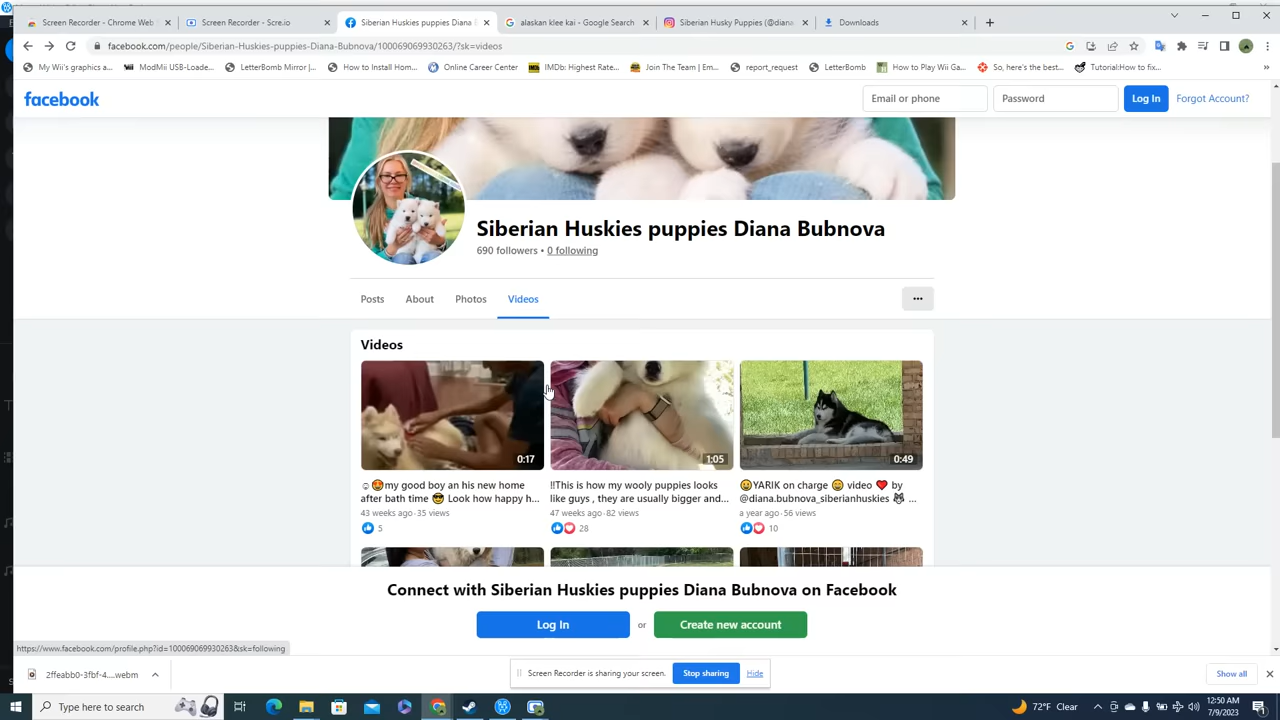 Screen Recorder - Chrome Web
Screen Recorder - Scre.io
Siberian Huskies puppies Diana
alaskan klee kai - Google Search
Siberian Husky Puppies (@diana
Downloads
facebook.com/people/Siberian-Huskies-puppies-Diana-Bubnova/100069069930263/?sk=videos
My Wii's graphics a...
ModMii USB-Loade...
LetterBomb Mirror |...
How to Install Hom...
Online Career Center
IMDb: Highest Rate...
Join The Team | Em...
report_request
LetterBomb
How to Play Wii Ga...
So, here's the best...
Tutorial:How to fix...
»
facebook
Email or phone
Password
Log In
Forgot Account?
Siberian Huskies puppies Diana Bubnova
690 followers • 0 following
Posts
About
Photos
Videos
Videos
0:17
1:05
0:49
☺️🥰my good boy an his new home
after bath time 😎 Look how happy h...
43 weeks ago · 35 views
5
‼️This is how my wooly puppies looks
like guys , they are usually bigger and...
47 weeks ago · 82 views
28
😀YARIK on charge 😀 video ❤️ by
@diana.bubnova_siberianhuskies 🐺 ...
a year ago · 56 views
10
Connect with Siberian Huskies puppies Diana Bubnova on Facebook
Log In
or
Create new account
https://www.facebook.com/profile.php?id=100069069930263&sk=following
2ffeabb0-3fbf-4....webm
Screen Recorder is sharing your screen.
Stop sharing
Hide
Show all
Type here to search
72°F Clear
12:50 AM
7/9/2023